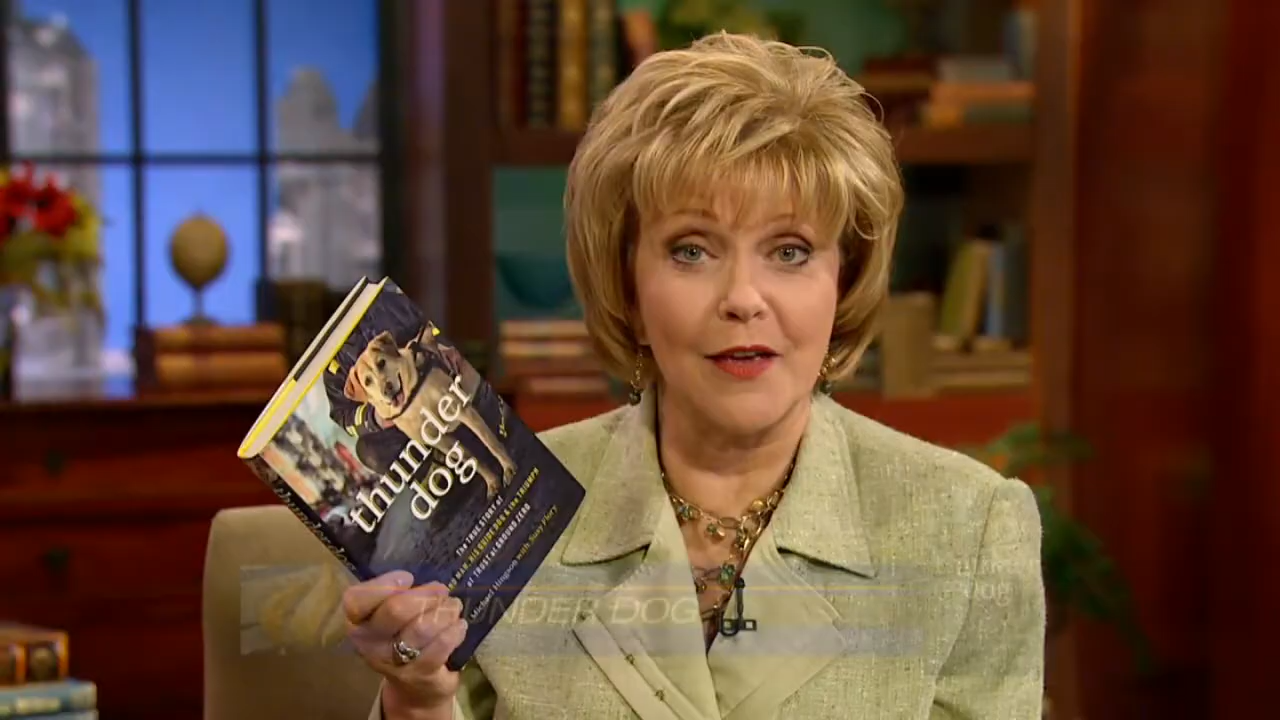 thunder
dog
The TRUE STORY of
MAN, HIS GUIDE DOG & the TRIUMPH
of TRUST at GROUND ZERO
Michael Hingson with Susy Flory
THUNDER DOG
dog